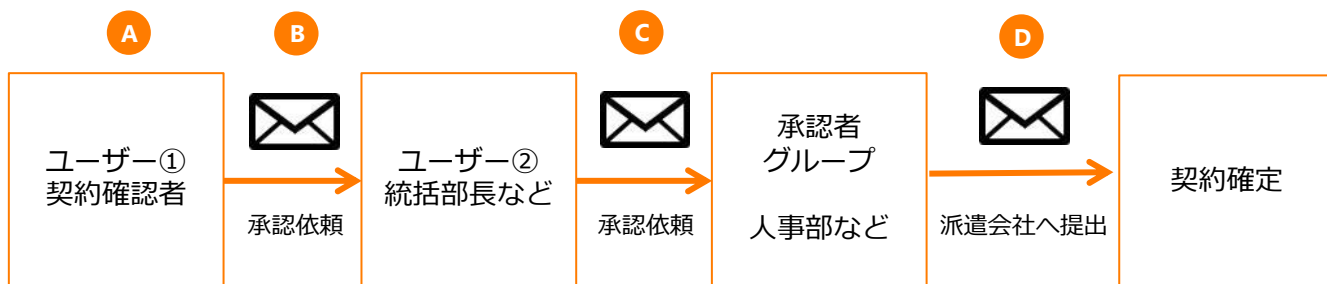 A
B
C
D
ユーザー①
契約確認者
承認依頼
ユーザー②
統括部長など
承認依頼
承認者
グループ
人事部など
派遣会社へ提出
契約確定